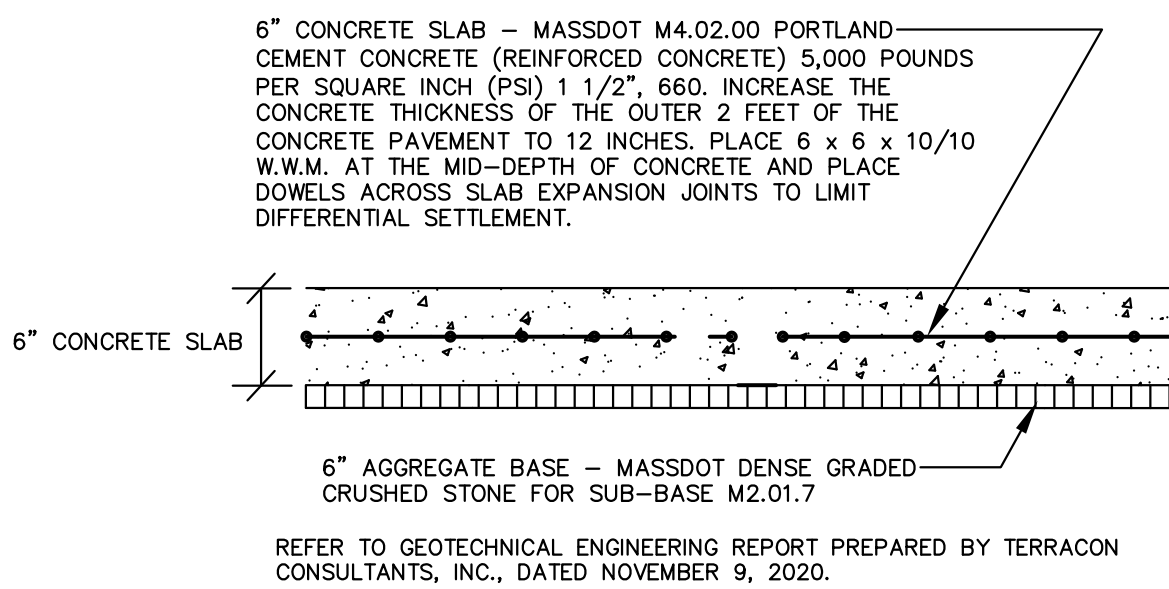 6” CONCRETE SLAB – MASSDOT M4.02.00 PORTLAND
CEMENT CONCRETE (REINFORCED CONCRETE) 5,000 POUNDS
PER SQUARE INCH (PSI) 1 1/2”, 660. INCREASE THE
CONCRETE THICKNESS OF THE OUTER 2 FEET OF THE
CONCRETE PAVEMENT TO 12 INCHES. PLACE 6 x 6 x 10/10
W.W.M. AT THE MID–DEPTH OF CONCRETE AND PLACE
DOWELS ACROSS SLAB EXPANSION JOINTS TO LIMIT
DIFFERENTIAL SETTLEMENT.
6” CONCRETE SLAB
6” AGGREGATE BASE – MASSDOT DENSE GRADED
CRUSHED STONE FOR SUB–BASE M2.01.7
REFER TO GEOTECHNICAL ENGINEERING REPORT PREPARED BY TERRACON
CONSULTANTS, INC., DATED NOVEMBER 9, 2020.